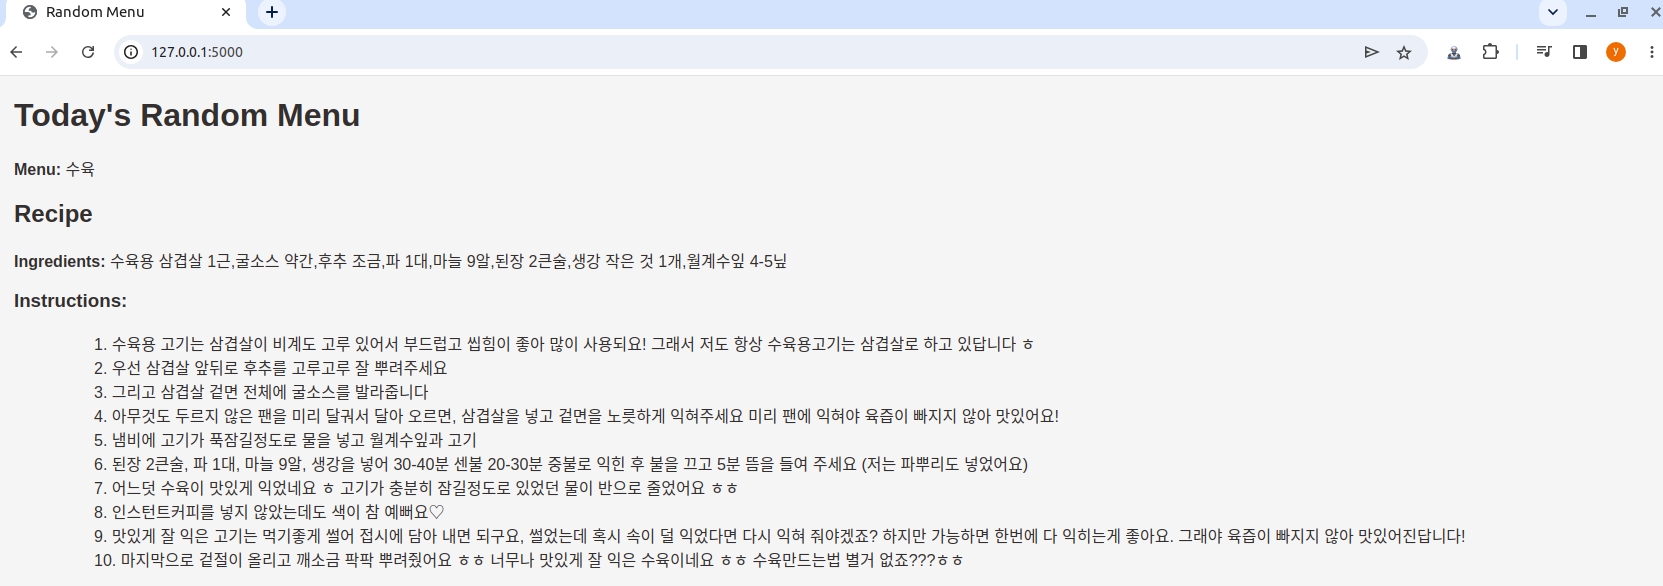 Random Menu
127.0.0.1:5000
y
Today's Random Menu
Menu: 수육
Recipe
Ingredients: 수육용 삼겹살 1근,굴소스 약간,후추 조금,파 1대,마늘 9알,된장 2큰술,생강 작은 것 1개,월계수잎 4-5닢
Instructions:
1. 수육용 고기는 삼겹살이 비계도 고루 있어서 부드럽고 씹힘이 좋아 많이 사용되요! 그래서 저도 항상 수육용고기는 삼겹살로 하고 있답니다 ㅎ
2. 우선 삼겹살 앞뒤로 후추를 고루고루 잘 뿌려주세요
3. 그리고 삼겹살 겉면 전체에 굴소스를 발라줍니다
4. 아무것도 두르지 않은 팬을 미리 달궈서 달아 오르면, 삼겹살을 넣고 겉면을 노릇하게 익혀주세요 미리 팬에 익혀야 육즙이 빠지지 않아 맛있어요!
5. 냄비에 고기가 푹잠길정도로 물을 넣고 월계수잎과 고기
6. 된장 2큰술, 파 1대, 마늘 9알, 생강을 넣어 30-40분 센불 20-30분 중불로 익힌 후 불을 끄고 5분 뜸을 들여 주세요 (저는 파뿌리도 넣었어요)
7. 어느덧 수육이 맛있게 익었네요 ㅎ 고기가 충분히 잠길정도로 있었던 물이 반으로 줄었어요 ㅎㅎ
8. 인스턴트커피를 넣지 않았는데도 색이 참 예뻐요♡
9. 맛있게 잘 익은 고기는 먹기좋게 썰어 접시에 담아 내면 되구요, 썰었는데 혹시 속이 덜 익었다면 다시 익혀 줘야겠죠? 하지만 가능하면 한번에 다 익히는게 좋아요. 그래야 육즙이 빠지지 않아 맛있어진답니다!
10. 마지막으로 겉절이 올리고 깨소금 팍팍 뿌려줬어요 ㅎㅎ 너무나 맛있게 잘 익은 수육이네요 ㅎㅎ 수육만드는법 별거 없죠???ㅎㅎ